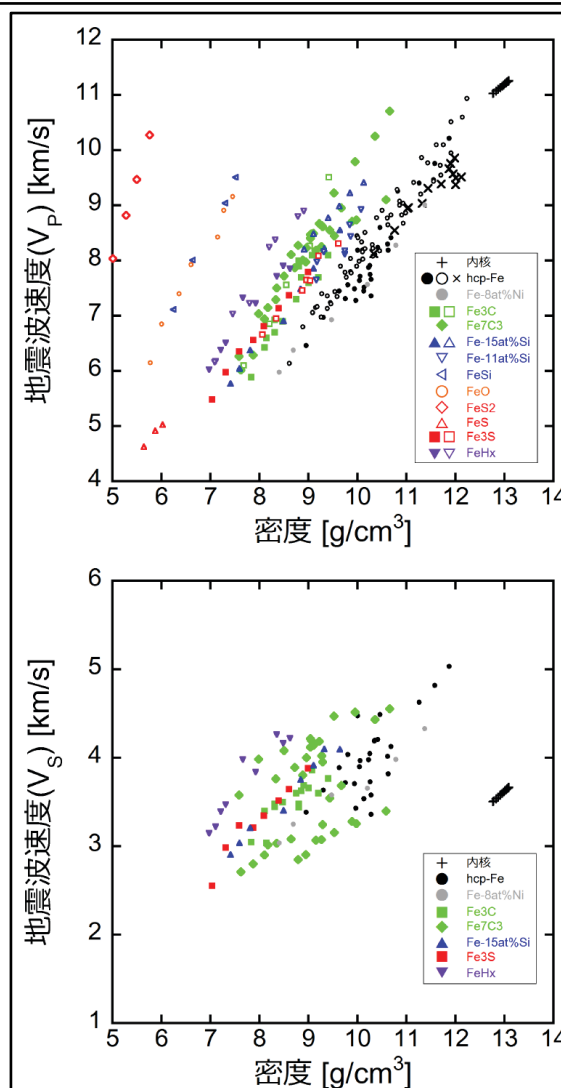 12
11
10
9
8
7
6
5
4
地震波速度(V_P) [km/s]
内核
hcp-Fe
Fe-8at%Ni
Fe3C
Fe7C3
Fe-15at%Si
Fe-11at%Si
FeSi
FeO
FeS2
FeS
Fe3S
FeHx
5 6 7 8 9 10 11 12 13 14
密度 [g/cm³]
6
5
4
3
2
1
地震波速度(V_S) [km/s]
内核
hcp-Fe
Fe-8at%Ni
Fe3C
Fe7C3
Fe-15at%Si
Fe3S
FeHx
5 6 7 8 9 10 11 12 13 14
密度 [g/cm³]